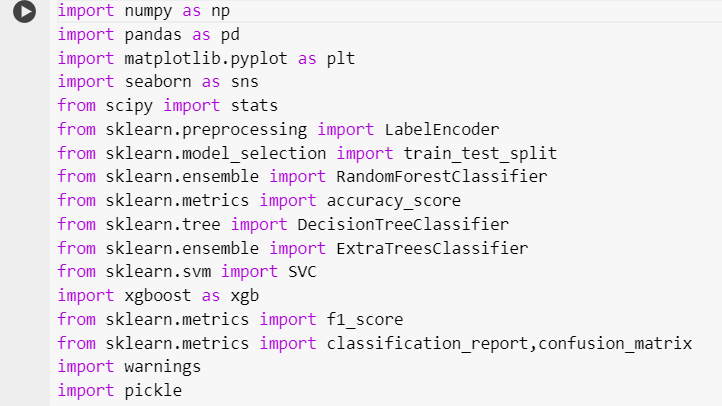 import numpy as np
import pandas as pd
import matplotlib.pyplot as plt
import seaborn as sns
from scipy import stats
from sklearn.preprocessing import LabelEncoder
from sklearn.model_selection import train_test_split
from sklearn.ensemble import RandomForestClassifier
from sklearn.metrics import accuracy_score
from sklearn.tree import DecisionTreeClassifier
from sklearn.ensemble import ExtraTreesClassifier
from sklearn.svm import SVC
import xgboost as xgb
from sklearn.metrics import f1_score
from sklearn.metrics import classification_report,confusion_matrix
import warnings
import pickle